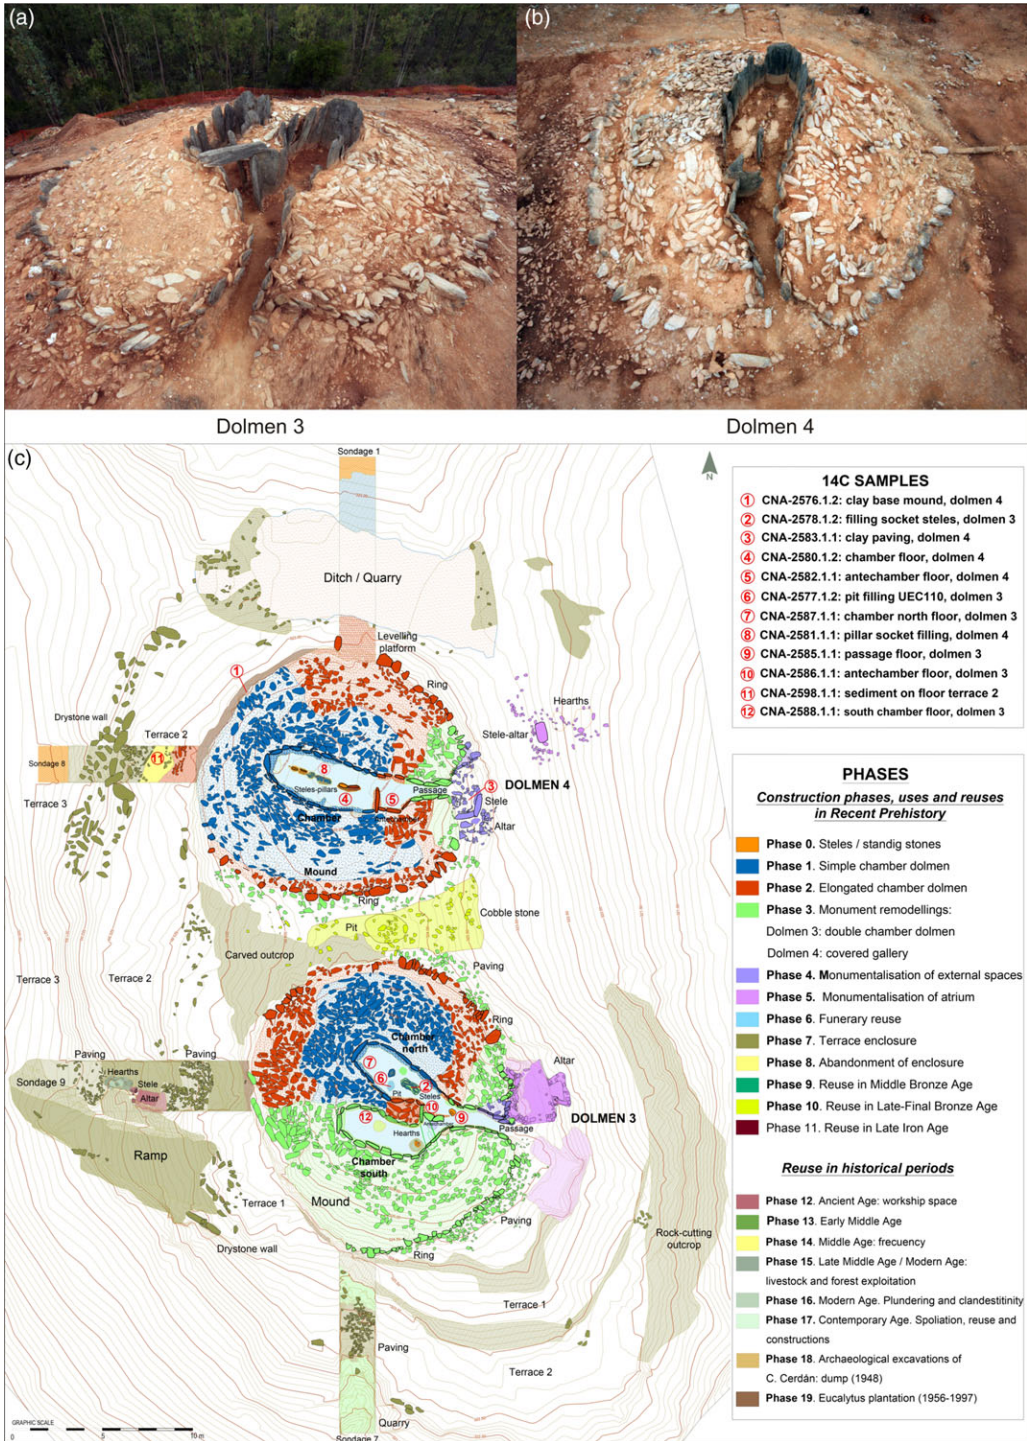 (a)
(b)
Dolmen 3
Dolmen 4
(c)
Sondage 1
N
Ditch / Quarry
Levelling
platform
Ring
Hearths
Stele-altar
Drystone wall
Terrace 2
Sondage 8
Terrace 3
1
11
8
Steles-pillars
4
5
Chamber
Antechamber
Passage
DOLMEN 4
3
Stele
Altar
Mound
Ring
Cobble stone
Pit
Carved outcrop
Paving
Terrace 3
Terrace 2
Ring
Chamber
north
Paving
Paving
Hearths
Sondage 9
Stele
Altar
7
6
Pit
2
Steles
12
10
9
Hearths
Altar
Passage
DOLMEN 3
Chamber
south
Ramp
Mound
Terrace 1
Paving
Drystone wall
Ring
Rock-cutting
outcrop
Terrace 1
Paving
Terrace 2
Quarry
Sondage 7
GRAPHIC SCALE
0 5 10 m
14C SAMPLES
1 CNA-2576.1.2: clay base mound, dolmen 4
2 CNA-2578.1.2: filling socket steles, dolmen 3
3 CNA-2583.1.1: clay paving, dolmen 4
4 CNA-2580.1.2: chamber floor, dolmen 4
5 CNA-2582.1.1: antechamber floor, dolmen 4
6 CNA-2577.1.2: pit filling UEC110, dolmen 3
7 CNA-2587.1.1: chamber north floor, dolmen 3
8 CNA-2581.1.1: pillar socket filling, dolmen 4
9 CNA-2585.1.1: passage floor, dolmen 3
10 CNA-2586.1.1: antechamber floor, dolmen 3
11 CNA-2598.1.1: sediment on floor terrace 2
12 CNA-2588.1.1: south chamber floor, dolmen 3
PHASES
Construction phases, uses and reuses
in Recent Prehistory
Phase 0. Steles / standig stones
Phase 1. Simple chamber dolmen
Phase 2. Elongated chamber dolmen
Phase 3. Monument remodellings:
Dolmen 3: double chamber dolmen
Dolmen 4: covered gallery
Phase 4. Monumentalisation of external spaces
Phase 5. Monumentalisation of atrium
Phase 6. Funerary reuse
Phase 7. Terrace enclosure
Phase 8. Abandonment of enclosure
Phase 9. Reuse in Middle Bronze Age
Phase 10. Reuse in Late-Final Bronze Age
Phase 11. Reuse in Late Iron Age
Reuse in historical periods
Phase 12. Ancient Age: workship space
Phase 13. Early Middle Age
Phase 14. Middle Age: frecuency
Phase 15. Late Middle Age / Modern Age:
livestock and forest exploitation
Phase 16. Modern Age. Plundering and clandestitinity
Phase 17. Contemporary Age. Spoliation, reuse and
constructions
Phase 18. Archaeological excavations of
C. Cerdán: dump (1948)
Phase 19. Eucalytus plantation (1956-1997)